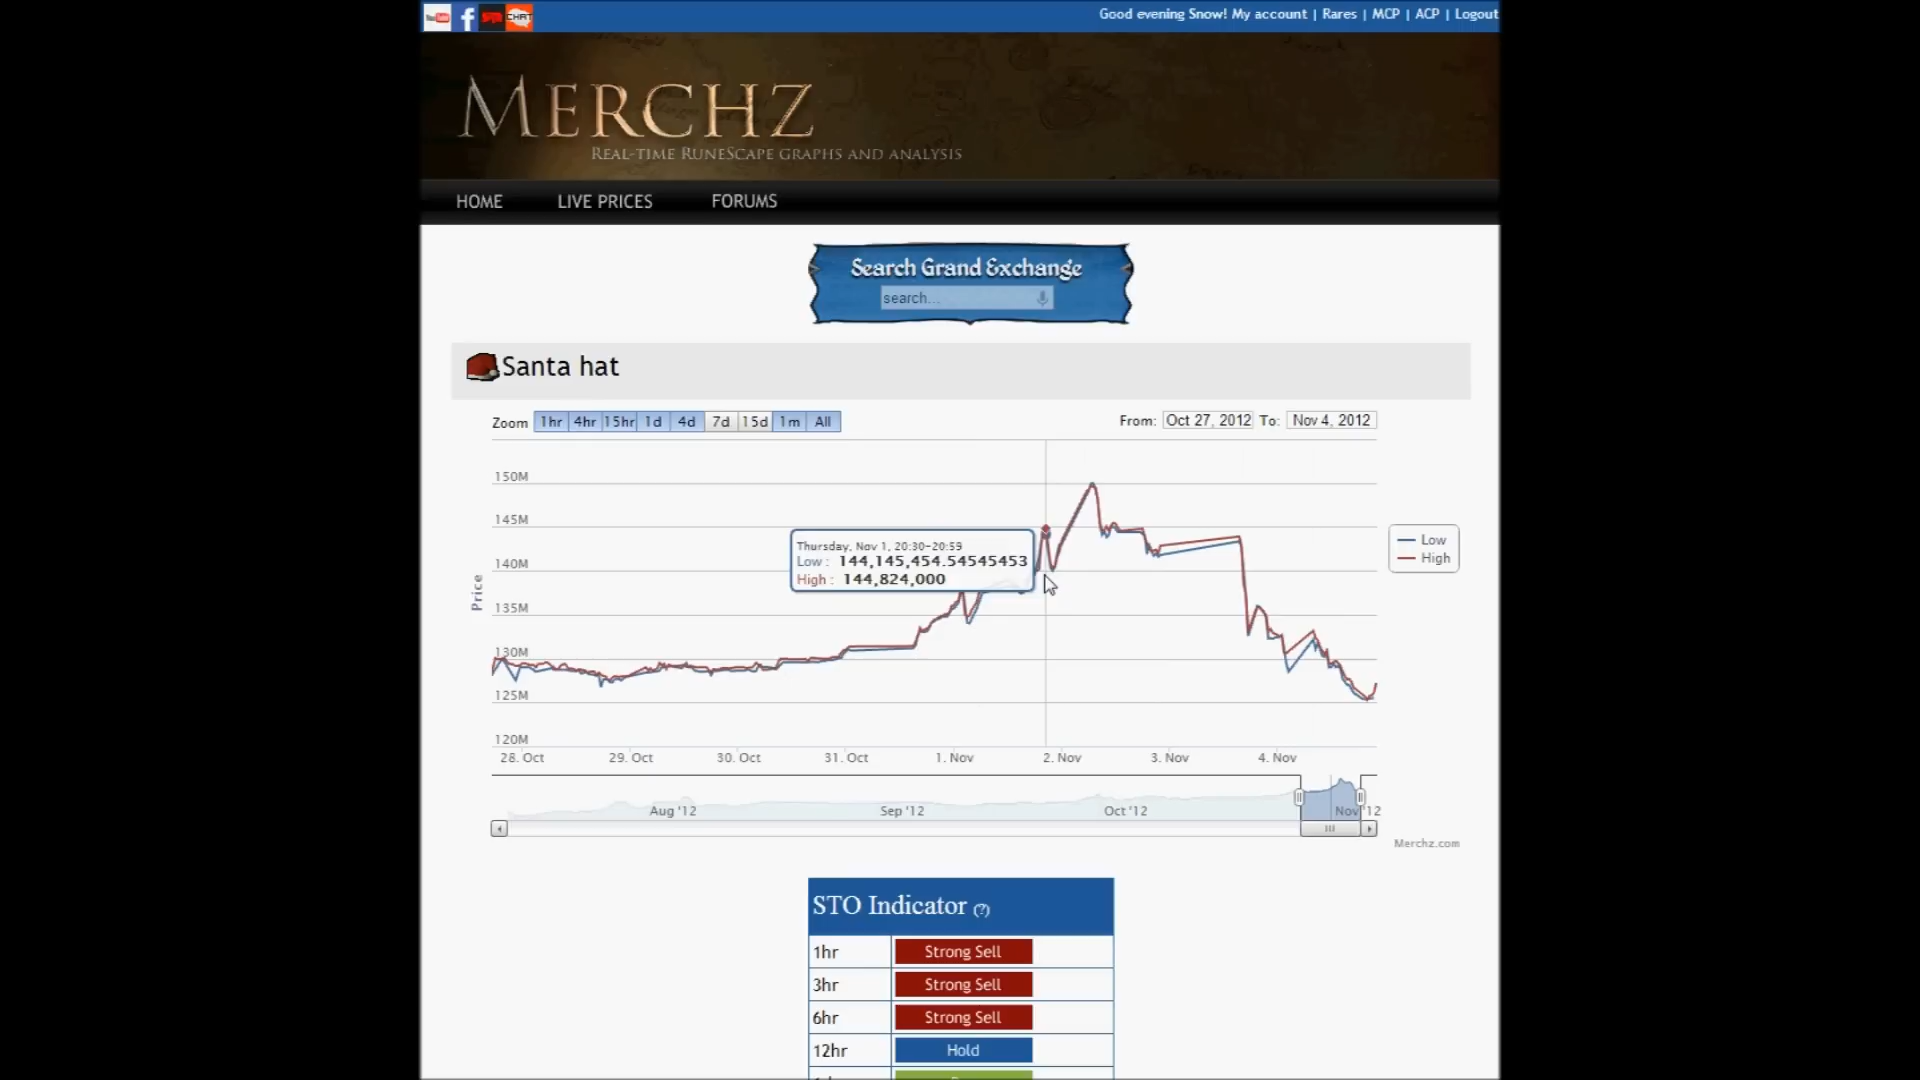 You Tube
f
CHAT
Good evening Snow! My account | Rares | MCP | ACP | Logout
MERCHZ
REAL-TIME RUNESCAPE GRAPHS AND ANALYSIS
HOME LIVE PRICES FORUMS
Search Grand Exchange
search...
Santa hat
Zoom 1hr 4hr 15hr 1d 4d 7d 15d 1m All
From: Oct 27, 2012 To: Nov 4, 2012
150M
145M
140M
135M
130M
125M
120M
Price
Thursday, Nov 1, 20:30-20:59
Low : 144,145,454.54545453
High : 144,824,000
Low
High
28. Oct 29. Oct 30. Oct 31. Oct 1. Nov 2. Nov 3. Nov 4. Nov
Aug '12 Sep '12 Oct '12 Nov '12
Merchz.com
STO Indicator (?)
1hr Strong Sell
3hr Strong Sell
6hr Strong Sell
12hr Hold